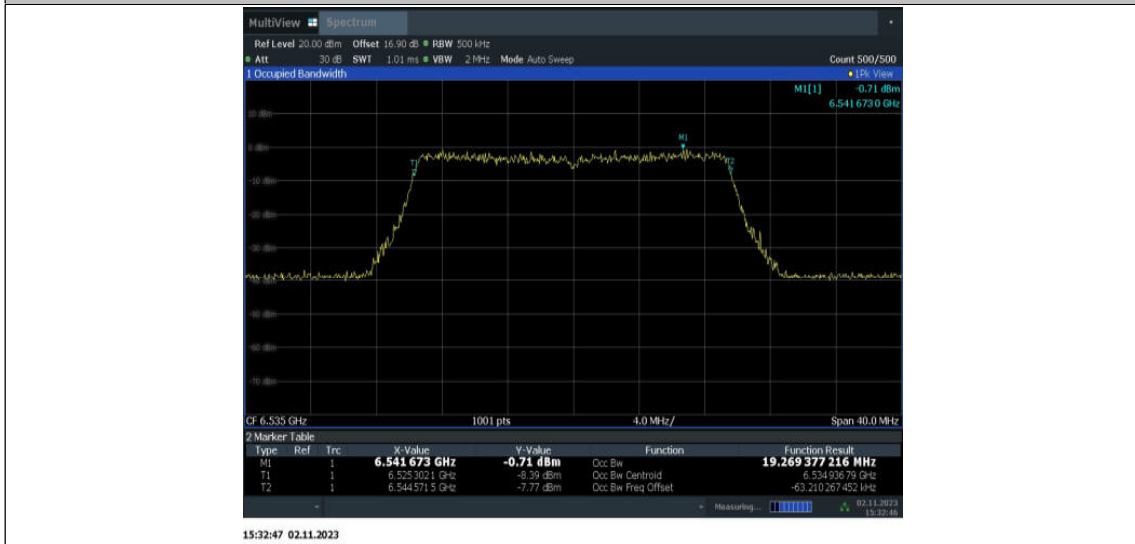 MultiView Spectrum
Ref Level 20.00 dBm Offset 16.90 dB RBW 500 kHz
Att 30 dB SWT 1.01 ms VBW 2 MHz Mode Auto Sweep Count 500/500
1 Occupied Bandwidth 1Pk View
M1[1] -0.71 dBm
6.541 673 0 GHz
10 dBm
M1
0 dBm
T1 T2
-10 dBm
-20 dBm
-30 dBm
-40 dBm
-50 dBm
-60 dBm
-70 dBm
CF 6.535 GHz 1001 pts 4.0 MHz/ Span 40.0 MHz
2 Marker Table
Type Ref Trc X-Value Y-Value Function Function Result
M1 1 6.541 673 GHz -0.71 dBm Occ Bw 19.269 377 216 MHz
T1 1 6.525 302 1 GHz -8.39 dBm Occ Bw Centroid 6.534 936 79 GHz
T2 1 6.544 571 5 GHz -7.77 dBm Occ Bw Freq Offset -63.210 267 452 kHz
Measuring... 02.11.2023
15:32:46
15:32:47 02.11.2023